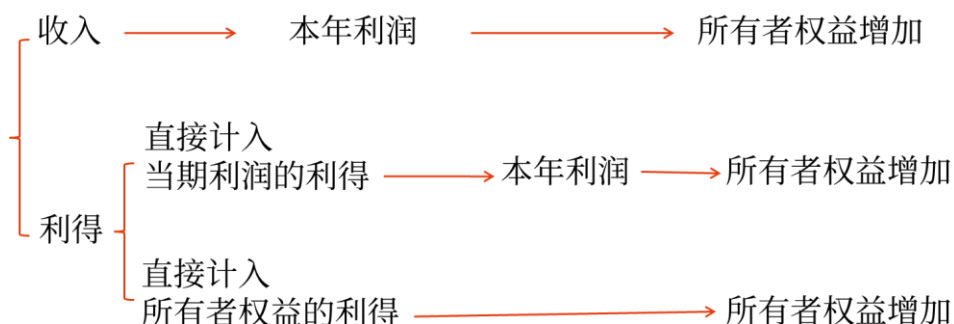 收入 本年利润 所有者权益增加
直接计入
当期利润的利得 本年利润 所有者权益增加
利得
直接计入
所有者权益的利得 所有者权益增加